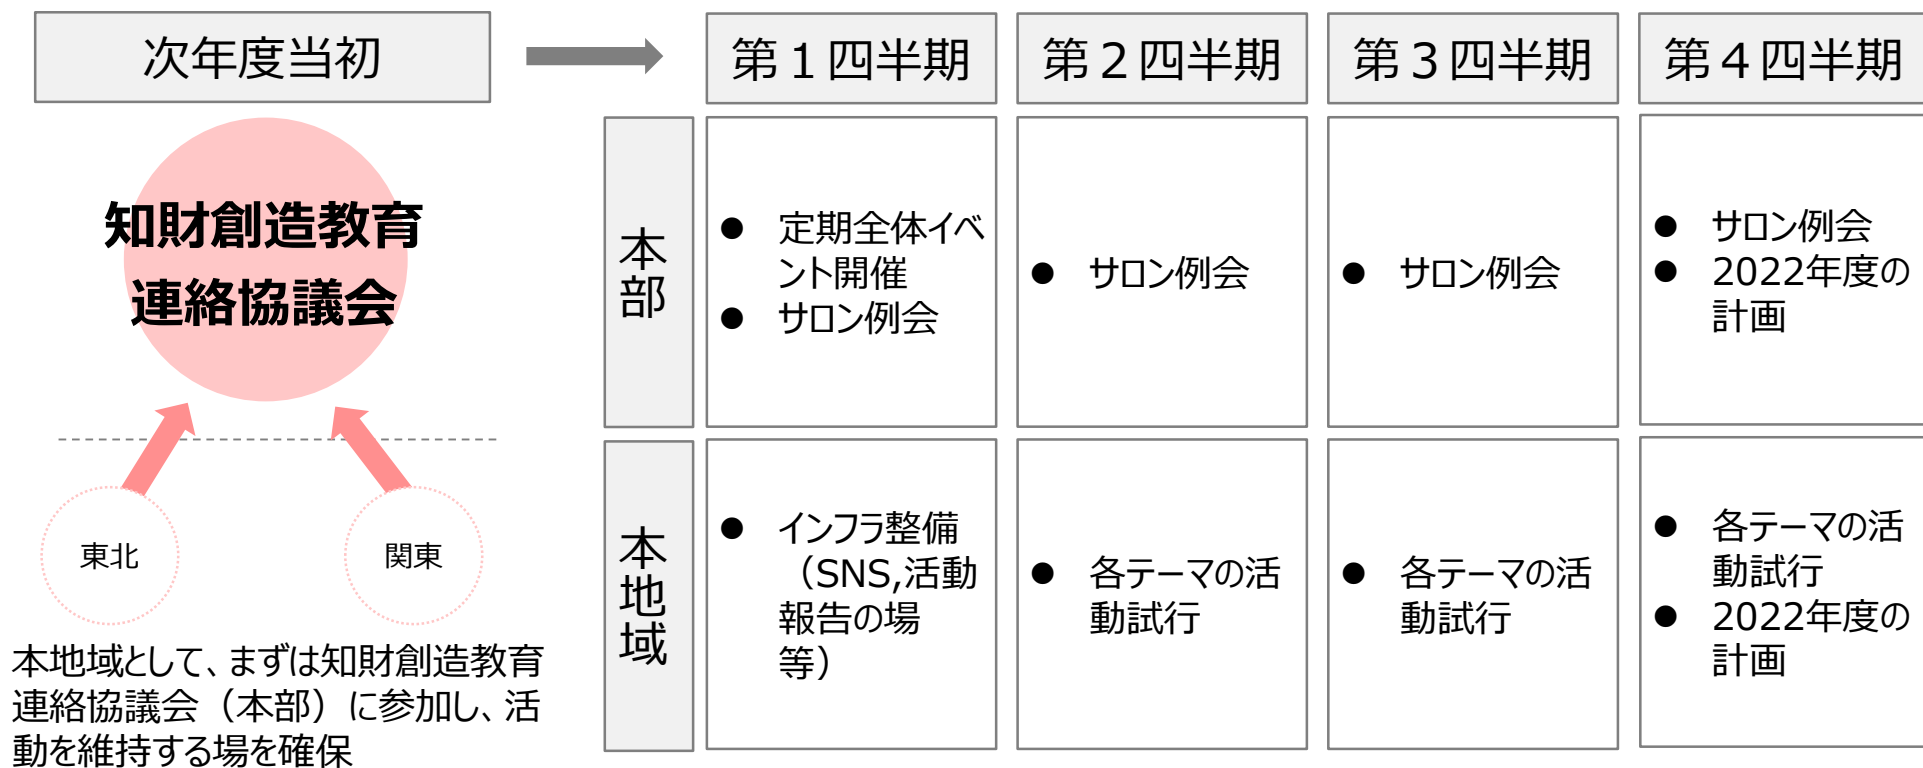 次年度当初
第１四半期
第２四半期
第３四半期
第４四半期
知財創造教育
連絡協議会
東北
関東
本地域として、まずは知財創造教育
連絡協議会（本部）に参加し、活
動を維持する場を確保
本部
● 定期全体イベ
ント開催
● サロン例会
● サロン例会
● サロン例会
● サロン例会
● 2022年度の
計画
本地域
● インフラ整備
（SNS,活動
報告の場
等）
● 各テーマの活
動試行
● 各テーマの活
動試行
● 各テーマの活
動試行
● 2022年度の
計画